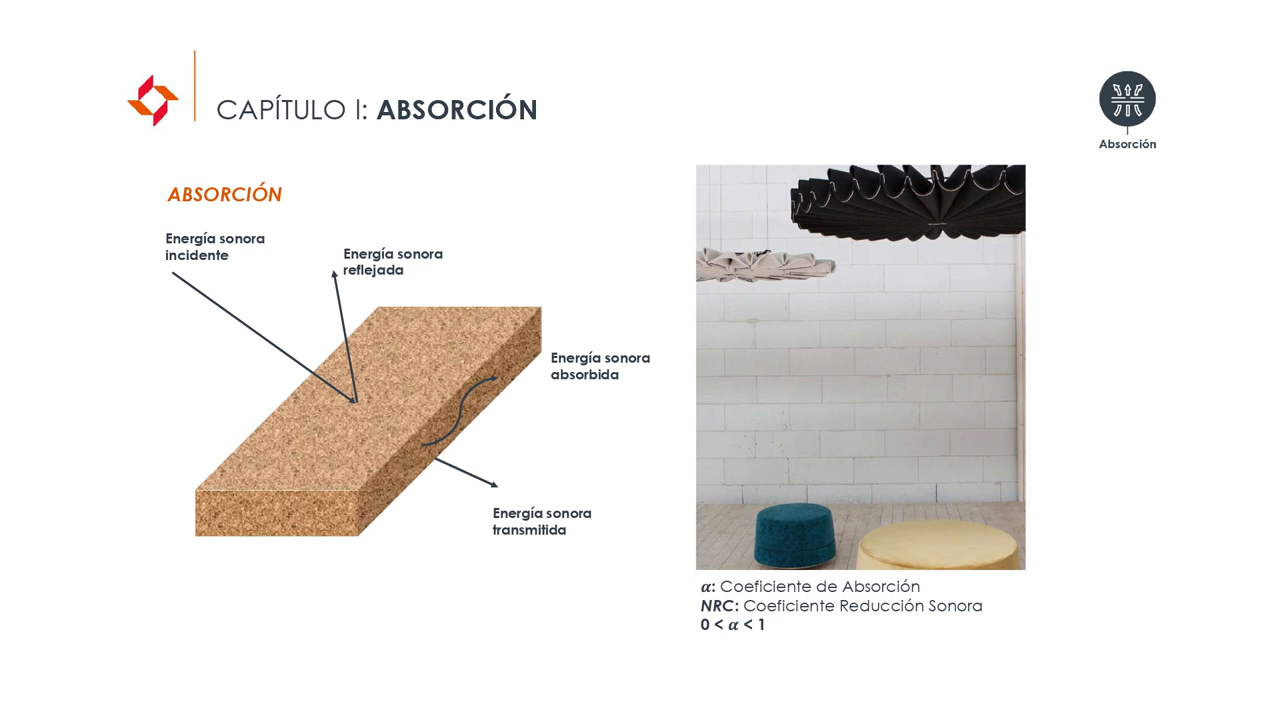 CAPÍTULO I: ABSORCIÓN
Absorción
ABSORCIÓN
Energía sonora
incidente
Energía sonora
reflejada
Energía sonora
absorbida
Energía sonora
transmitida
α: Coeficiente de Absorción
NRC: Coeficiente Reducción Sonora
0 < α < 1